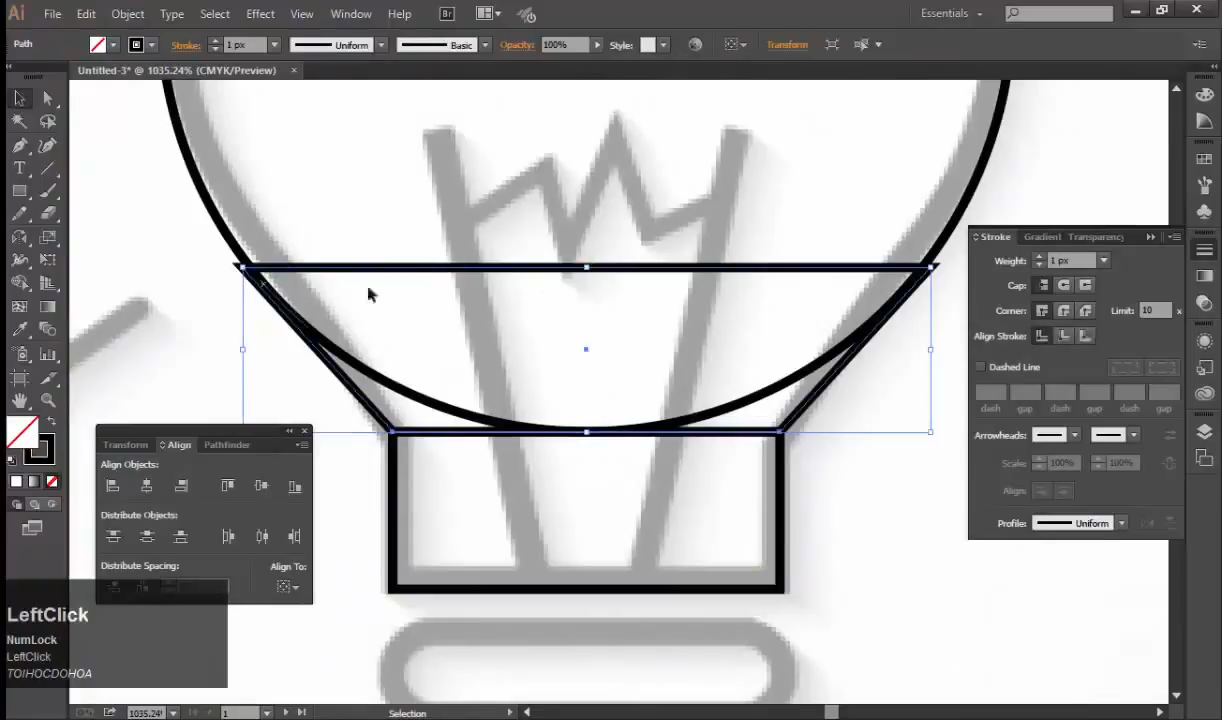 Ai File Edit Object Type Select Effect View Window Help Br Essentials
Path Stroke: 1 px Uniform Basic Opacity: 100% Style: Transform
Untitled-3* @ 1035.24% (CMYK/Preview) ×
Stroke Gradient Transparency
Weight: 1 px
Cap:
Corner: Limit: 10 x
Align Stroke:
Dashed Line
dash gap dash gap dash gap
Arrowheads:
Scale: 100% 100%
Align:
Profile: Uniform
Transform Align Pathfinder
Align Objects:
Distribute Objects:
Distribute Spacing: Align To:
LeftClick
NumLock
LeftClick
TOIHOCDOHOA
1035.24% 1 Selection